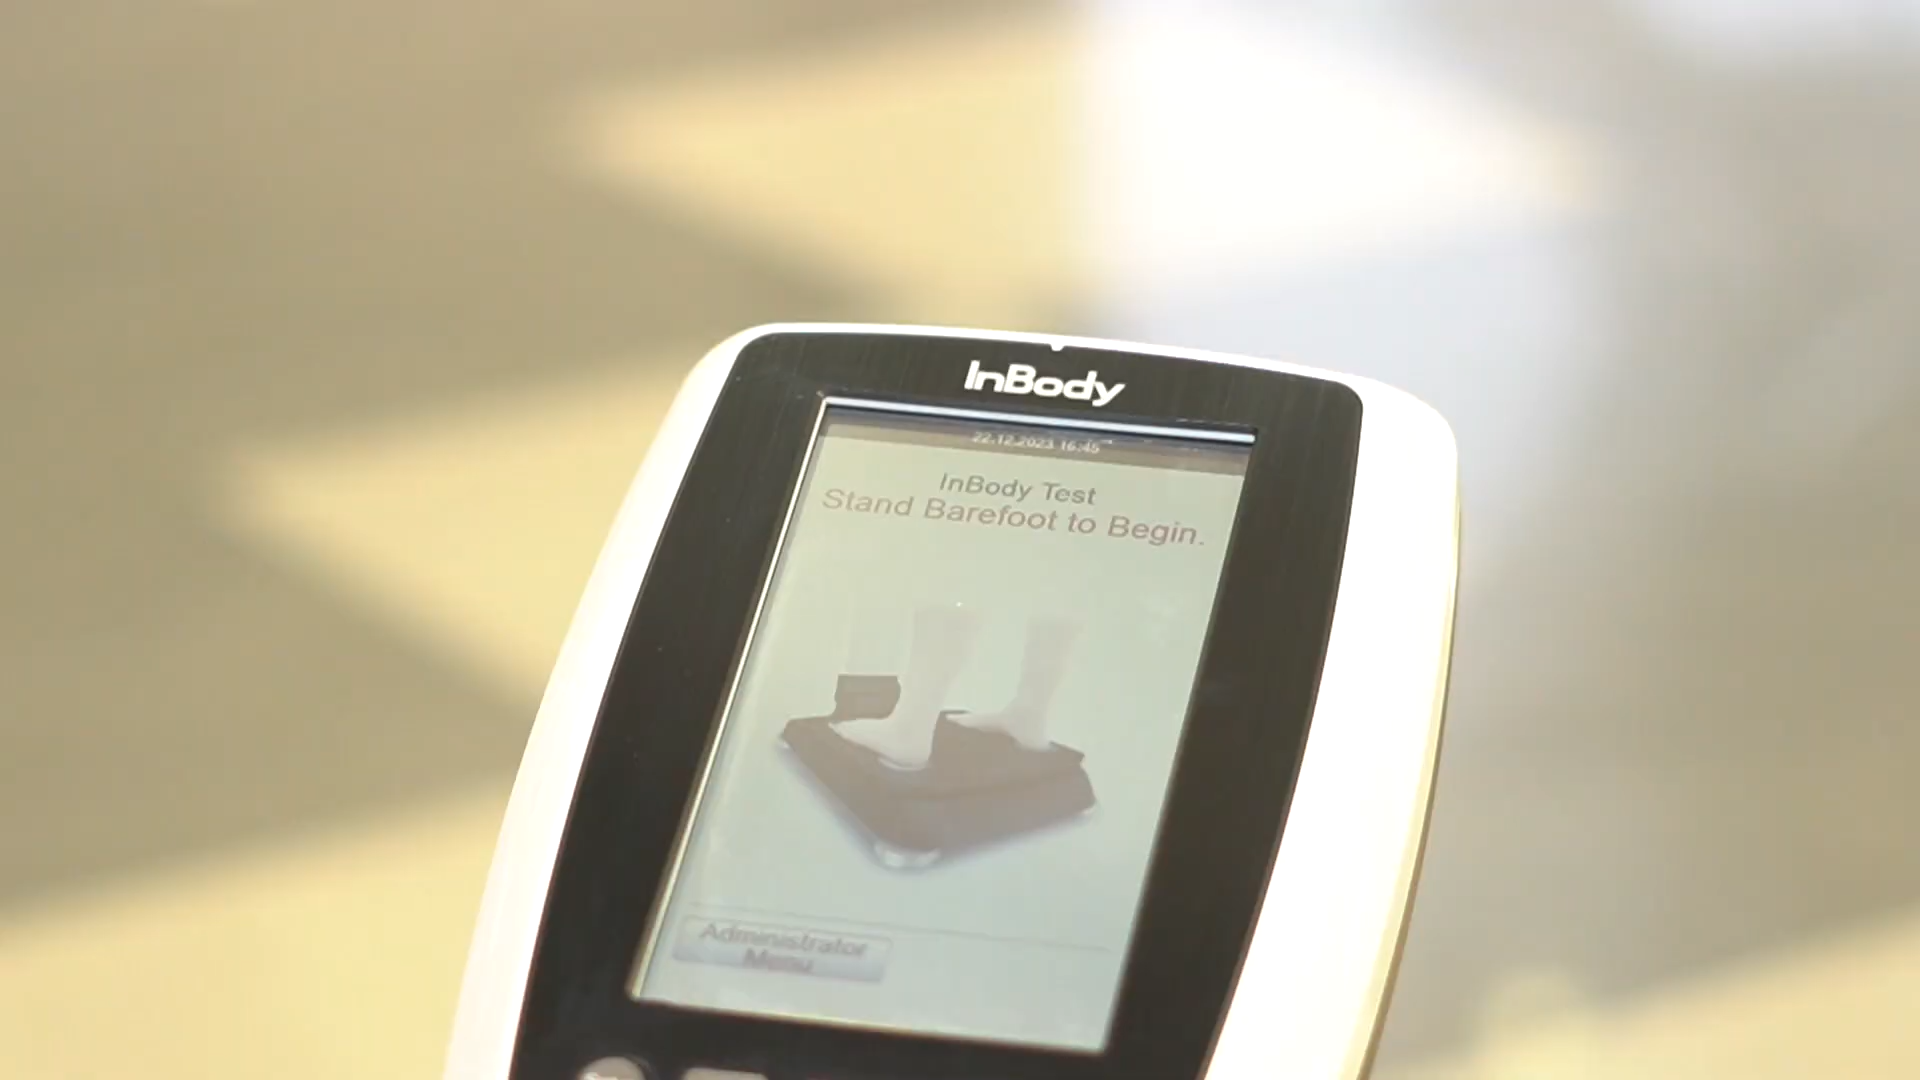 InBody
22.12.2023 16:45
InBody Test
Stand Barefoot to Begin.
Administrator
Menu